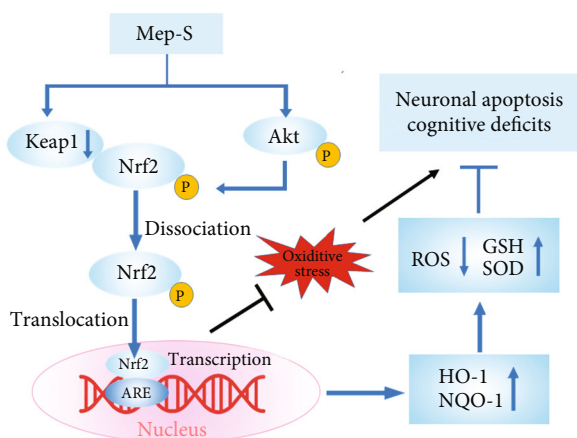 Mep-S
Keap1
Nrf2
P
Akt
P
Neuronal apoptosis
cognitive deficits
Dissociation
Nrf2
P
Oxiditive
stress
ROS
GSH
SOD
Translocation
Nrf2
Transcription
ARE
Nucleus
HO-1
NQO-1